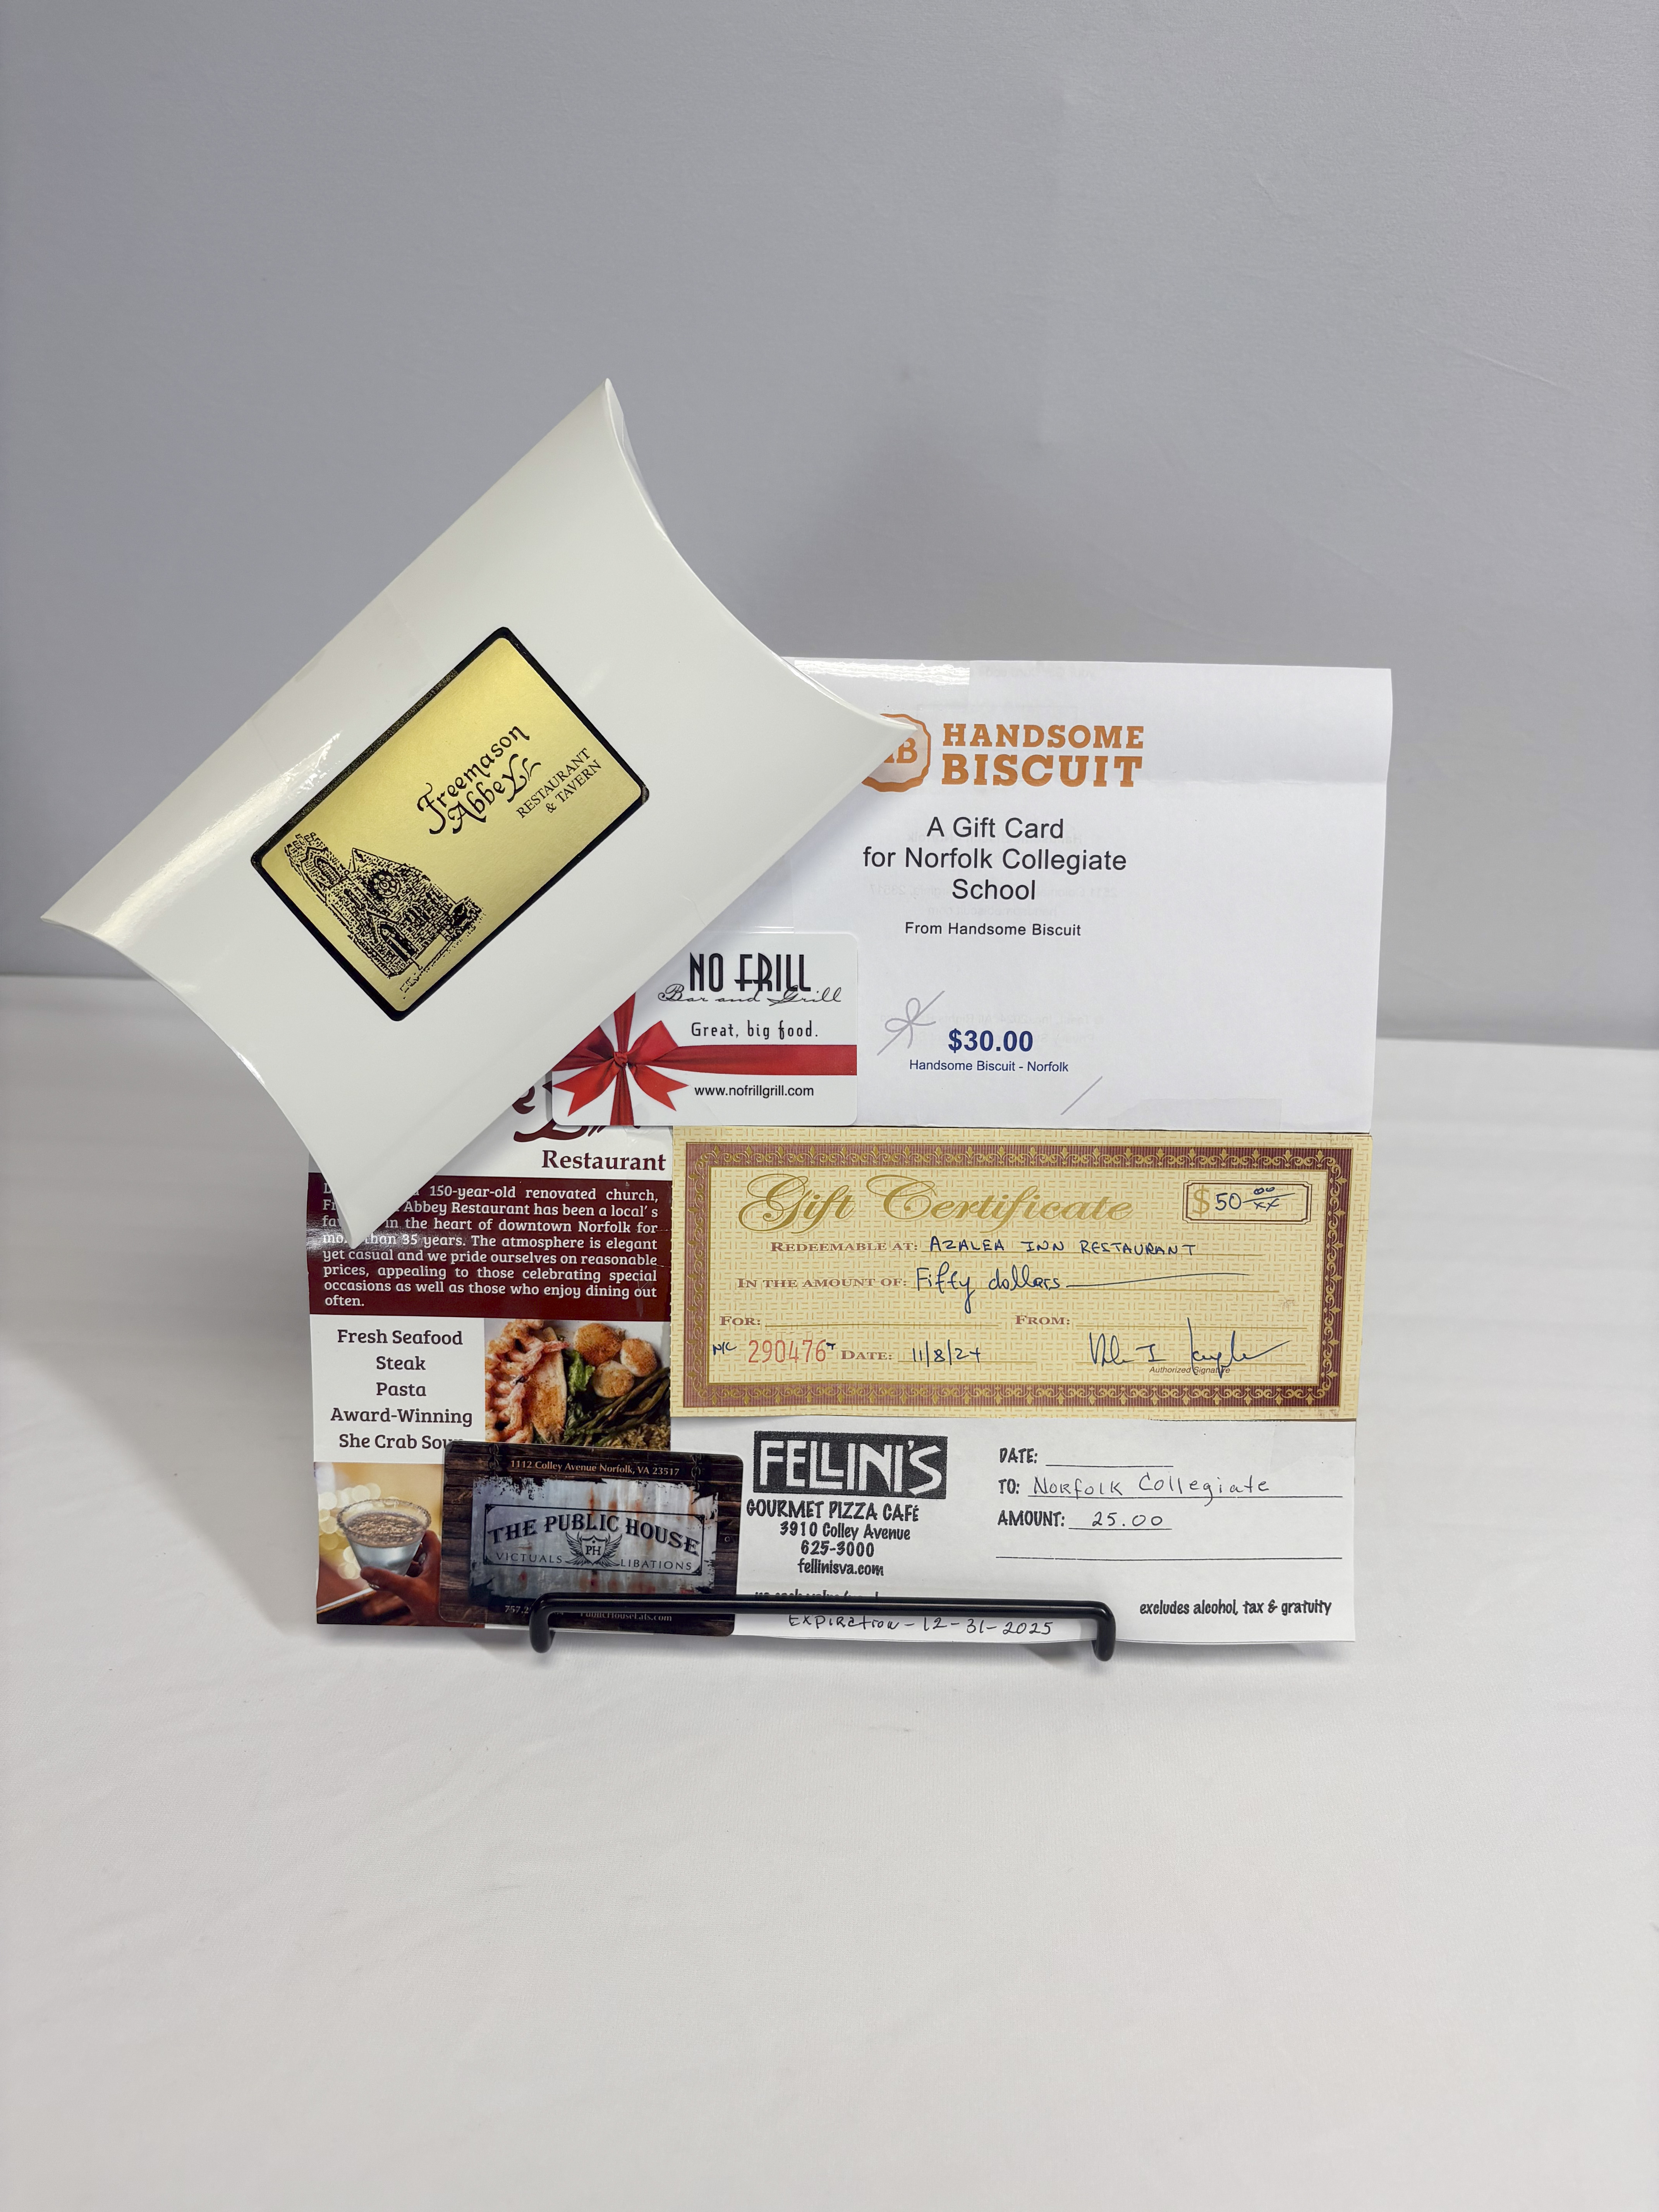 Freemason
Abbey
RESTAURANT
& TAVERN
HANDSOME
BISCUIT
A Gift Card
for Norfolk Collegiate
School
From Handsome Biscuit
$30.00
Handsome Biscuit - Norfolk
NO FRILL
Bar and Grill
Great, big food.
www.nofrillgrill.com
Restaurant
150-year-old renovated church,
Abbey Restaurant has been a local's
in the heart of downtown Norfolk for
than 35 years. The atmosphere is elegant
yet casual and we pride ourselves on reasonable
prices, appealing to those celebrating special
occasions as well as those who enjoy dining out
often.
Fresh Seafood
Steak
Pasta
Award-Winning
She Crab
Gift Certificate
$50 00/xx
REDEEMABLE AT: AZALEA INN RESTAURANT
IN THE AMOUNT OF: Fifty dollars
FOR: FROM:
N/C 290476 DATE: 11/8/24
Authorized Signature
1112 Colley Avenue Norfolk, VA 23517
THE PUBLIC HOUSE
PH
VICTUALS LIBATIONS
FELLINI'S
GOURMET PIZZA CAFÉ
3910 Colley Avenue
625-3000
fellinisva.com
DATE:
TO: Norfolk Collegiate
AMOUNT: 25.00
excludes alcohol, tax & gratuity
Expiration - 12-31-2025